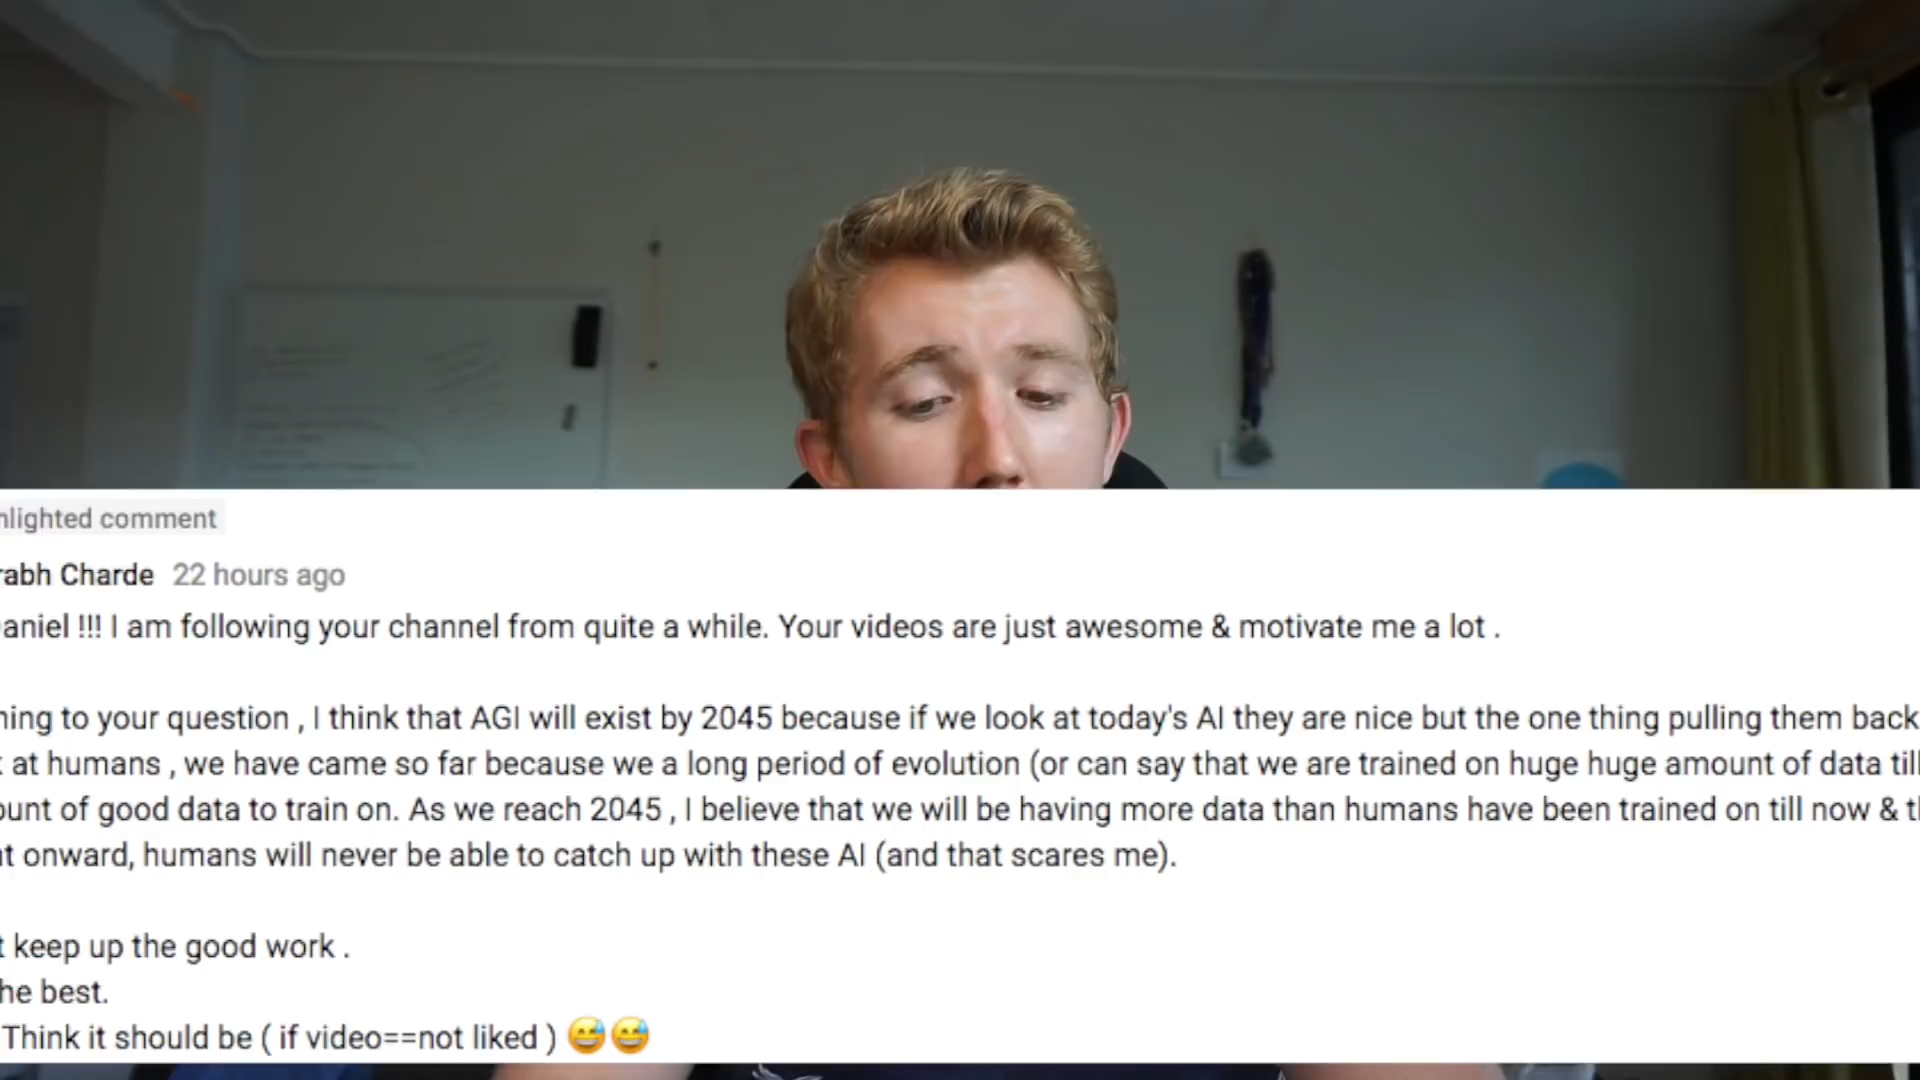 comment
Charde 22 hours ago
!!! I am following your channel from quite a while. Your videos are just awesome & motivate me a lot .
to your question , I think that AGI will exist by 2045 because if we look at today's AI they are nice but the one thing pulling them back
at humans , we have came so far because we a long period of evolution (or can say that we are trained on huge huge amount of data till
of good data to train on. As we reach 2045 , I believe that we will be having more data than humans have been trained on till now &
onward, humans will never be able to catch up with these AI (and that scares me).
keep up the good work .
best.
Think it should be ( if video==not liked ) 😅😅